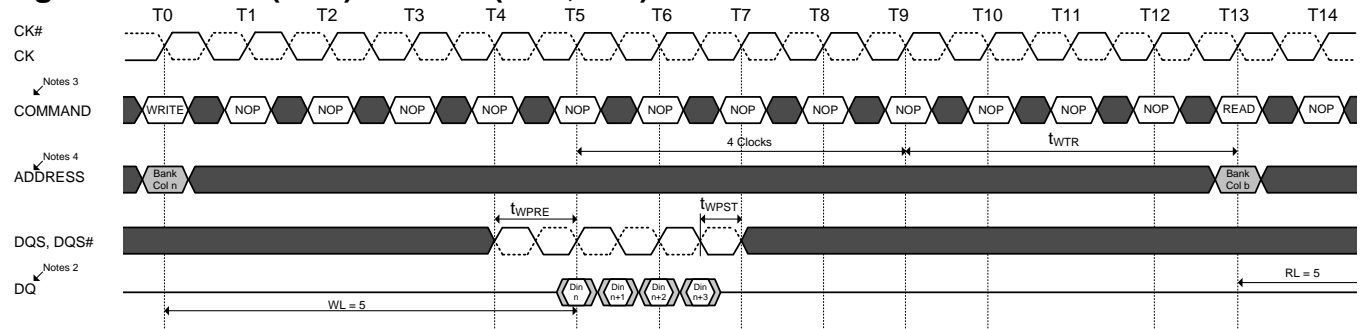 T0 T1 T2 T3 T4 T5 T6 T7 T8 T9 T10 T11 T12 T13 T14
CK#
CK
Notes 3
COMMAND WRITE NOP NOP NOP NOP NOP NOP NOP NOP NOP NOP NOP NOP READ NOP
4 Clocks tWTR
Notes 4
ADDRESS Bank Col n Bank Col b
tWPRE tWPST
DQS, DQS#
Notes 2
RL = 5
DQ Din n Din n+1 Din n+2 Din n+3
WL = 5